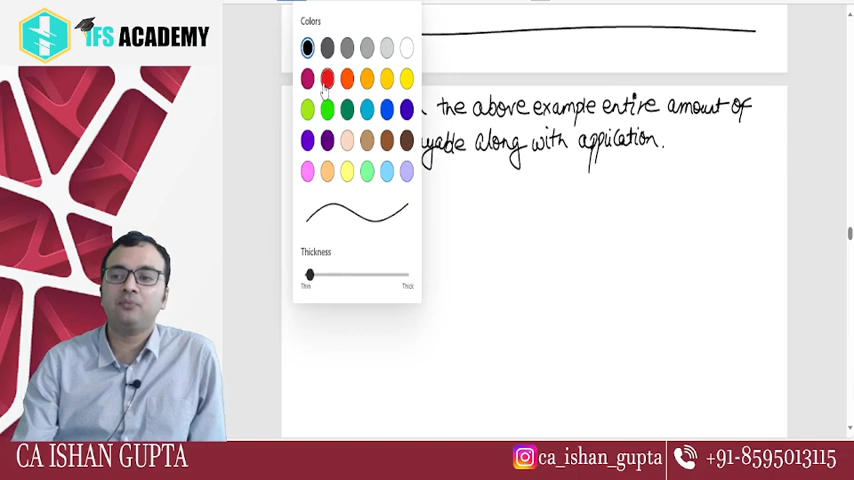 IFS ACADEMY
Colors
the above example entire amount of
along with application.
Thickness
Thin
Thick
CA ISHAN GUPTA
ca_ishan_gupta
+91-8595013115